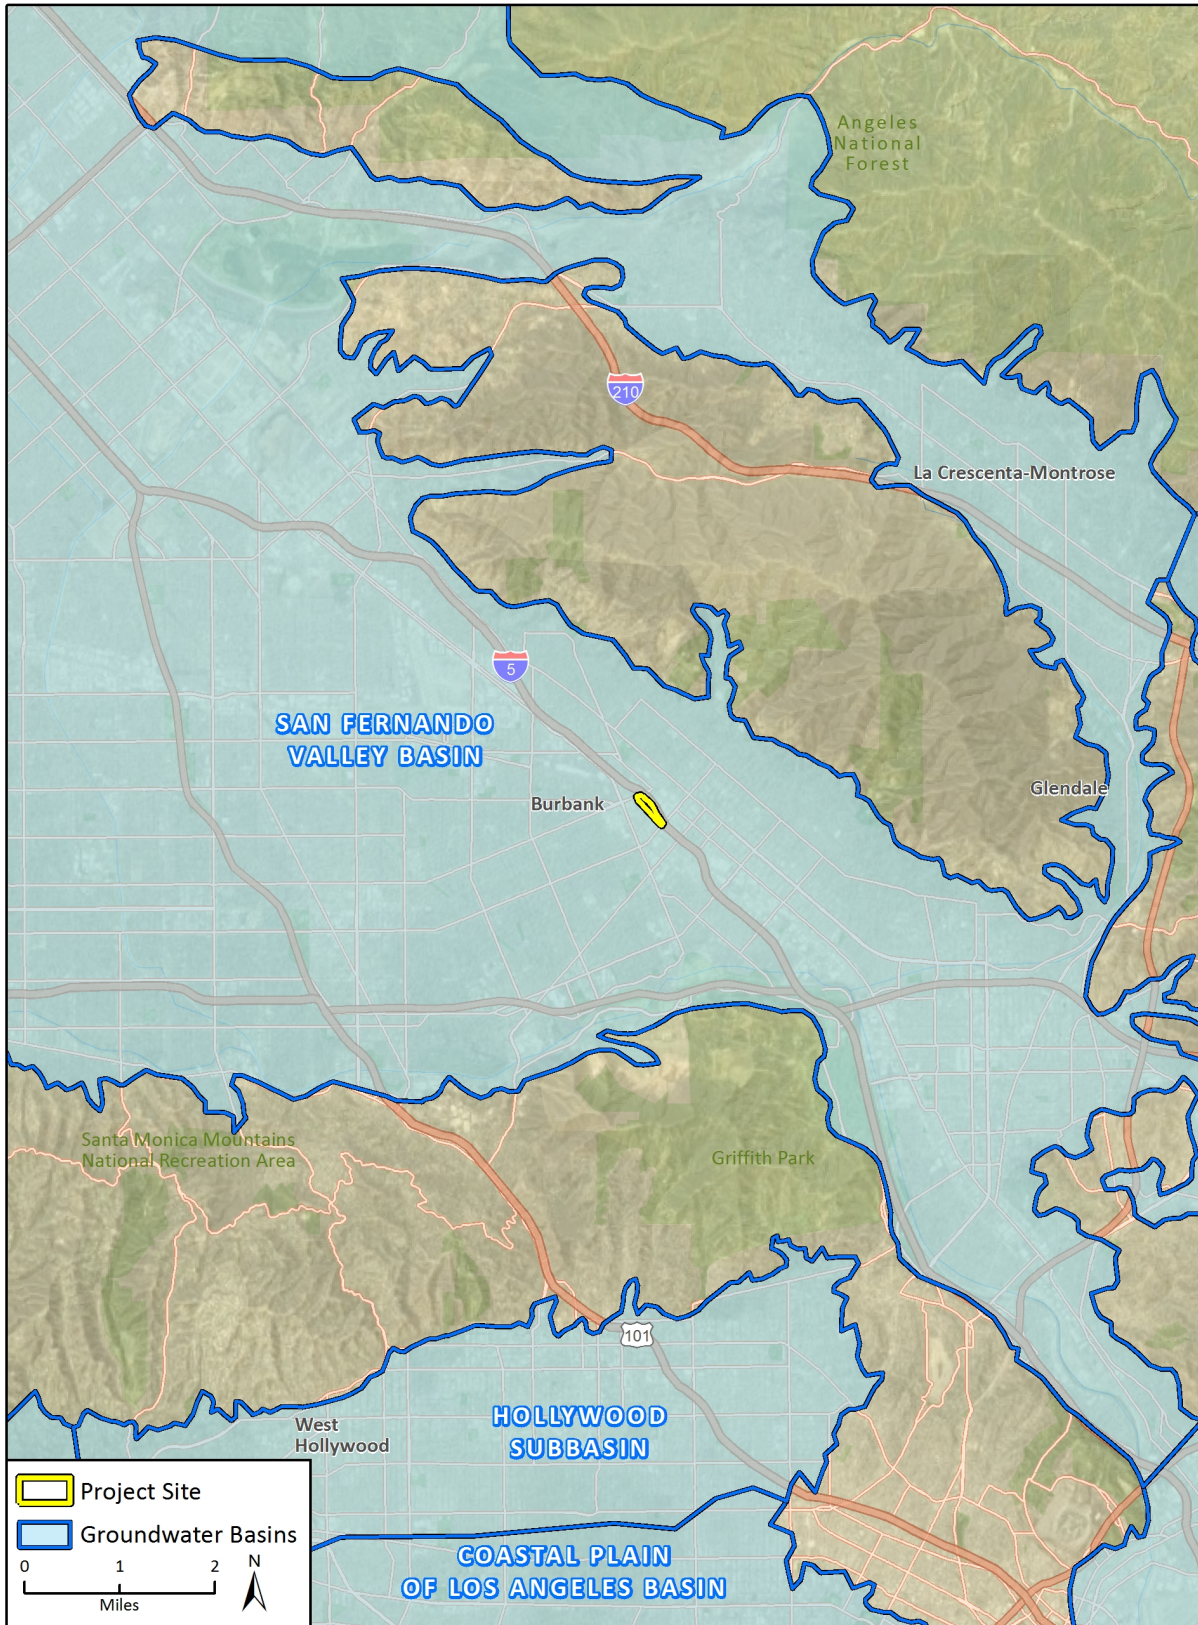 Angeles
National
Forest
210
La Crescenta-Montrose
5
SAN FERNANDO
VALLEY BASIN
Burbank
Glendale
Santa Monica Mountains
National Recreation Area
Griffith Park
101
HOLLYWOOD
SUBBASIN
West
Hollywood
COASTAL PLAIN
OF LOS ANGELES BASIN
Project Site
Groundwater Basins
0 1 2
Miles
N